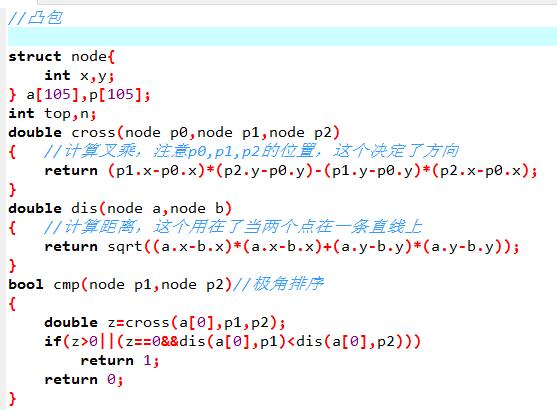 //凸包
struct node{
    int x,y;
} a[105],p[105];
int top,n;
double cross(node p0,node p1,node p2)
{   //计算叉乘，注意p0,p1,p2的位置，这个决定了方向
    return (p1.x-p0.x)*(p2.y-p0.y)-(p1.y-p0.y)*(p2.x-p0.x);
}
double dis(node a,node b)
{   //计算距离，这个用在了当两个点在一条直线上
    return sqrt((a.x-b.x)*(a.x-b.x)+(a.y-b.y)*(a.y-b.y));
}
bool cmp(node p1,node p2)//极角排序
{
    double z=cross(a[0],p1,p2);
    if(z>0||(z==0&&dis(a[0],p1)<dis(a[0],p2)))
        return 1;
    return 0;
}